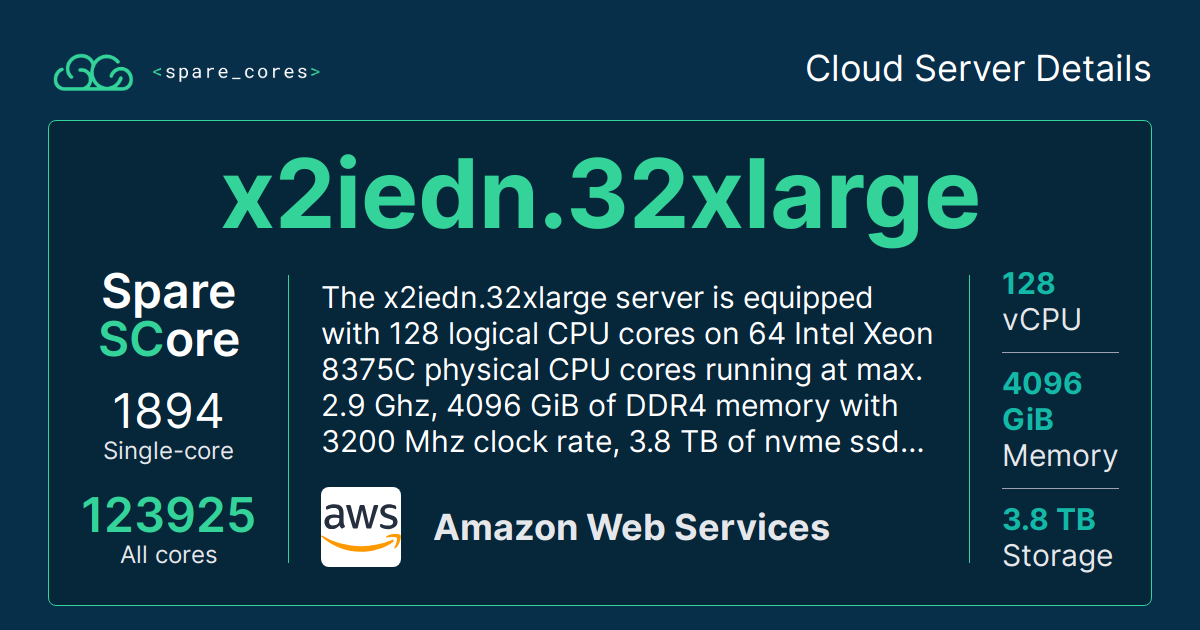 <spare_cores>
Cloud Server Details
x2iedn.32xlarge
Spare
SCore
1894
Single-core
123925
All cores
The x2iedn.32xlarge server is equipped
with 128 logical CPU cores on 64 Intel Xeon
8375C physical CPU cores running at max.
2.9 Ghz, 4096 GiB of DDR4 memory with
3200 Mhz clock rate, 3.8 TB of nvme ssd...
aws
Amazon Web Services
128
vCPU
4096
GiB
Memory
3.8 TB
Storage